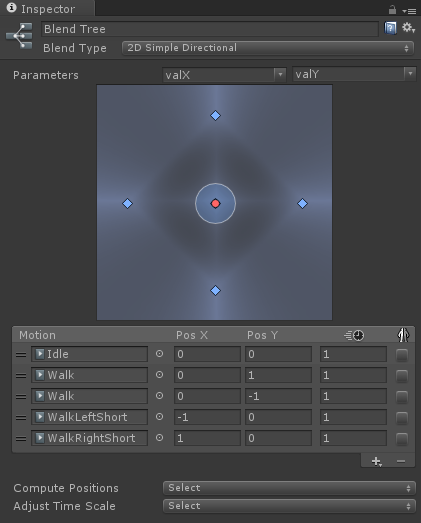 Inspector
Blend Tree
Blend Type 2D Simple Directional
Parameters valX valY
Motion Pos X Pos Y
Idle 0 0 1
Walk 0 1 1
Walk 0 -1 1
WalkLeftShort -1 0 1
WalkRightShort 1 0 1
Compute Positions Select
Adjust Time Scale Select